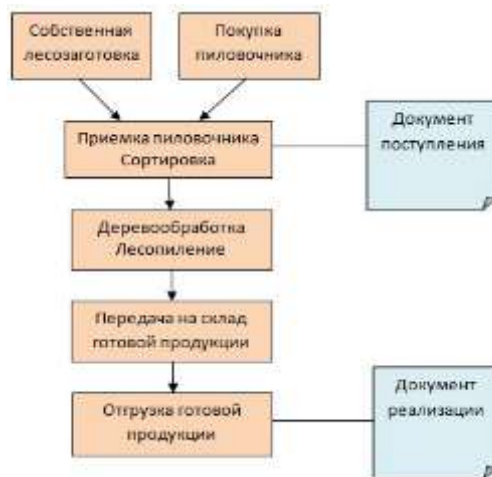 Собственная
лесозаготовка
Покупка
пиловочника
Приемка пиловочника
Сортировка
Документ
поступления
Деревообработка
Лесопиление
Передача на склад
готовой продукции
Отгрузка готовой
продукции
Документ
реализации